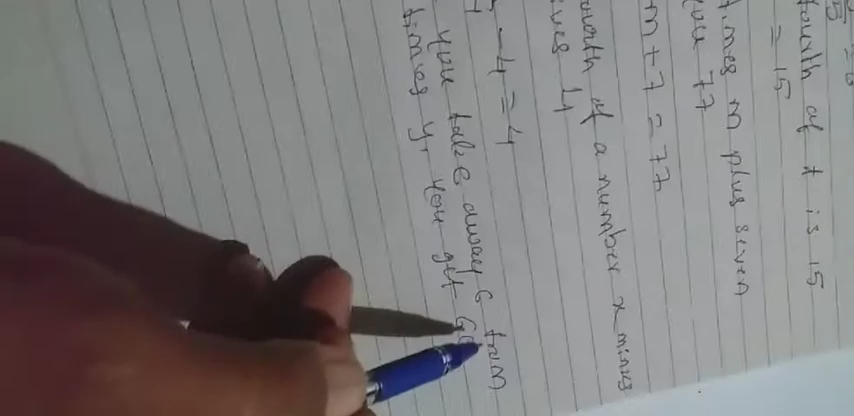 fourth of t is 15
= 15
times m plus seven
you 77
m + 7 = 77
fourth of a number x minus
ives 4
- 4 = 4
you take away 6 from
times y, you get